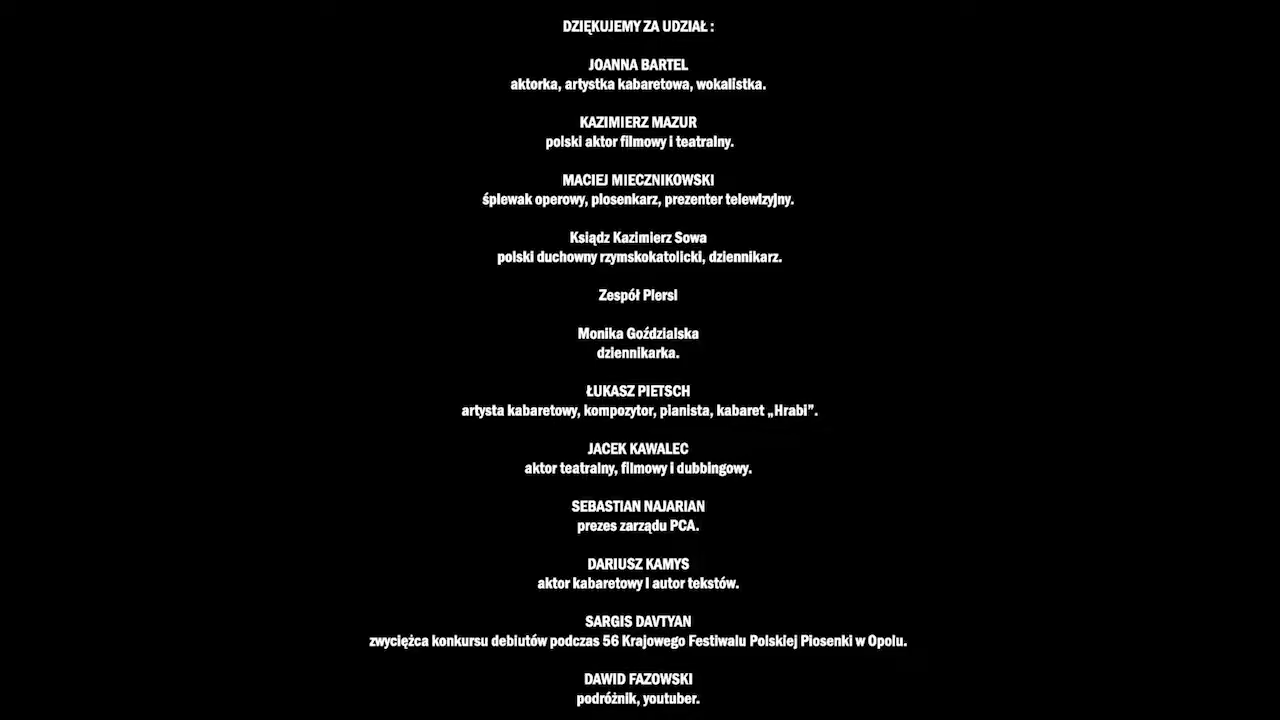 DZIĘKUJEMY ZA UDZIAŁ :
JOANNA BARTEL
aktorka, artystka kabaretowa, wokalistka.
KAZIMIERZ MAZUR
polski aktor filmowy i teatralny.
MACIEJ MIECZNIKOWSKI
śpiewak operowy, piosenkarz, prezenter telewizyjny.
Ksiądz Kazimierz Sowa
polski duchowny rzymskokatolicki, dziennikarz.
Zespół Piersi
Monika Goździalska
dziennikarka.
ŁUKASZ PIETSCH
artysta kabaretowy, kompozytor, pianista, kabaret „Hrabi”.
JACEK KAWALEC
aktor teatralny, filmowy i dubbingowy.
SEBASTIAN NAJARIAN
prezes zarządu PCA.
DARIUSZ KAMYS
aktor kabaretowy i autor tekstów.
SARGIS DAVTYAN
zwycięzca konkursu debiutów podczas 56 Krajowego Festiwalu Polskiej Piosenki w Opolu.
DAWID FAZOWSKI
podróżnik, youtuber.